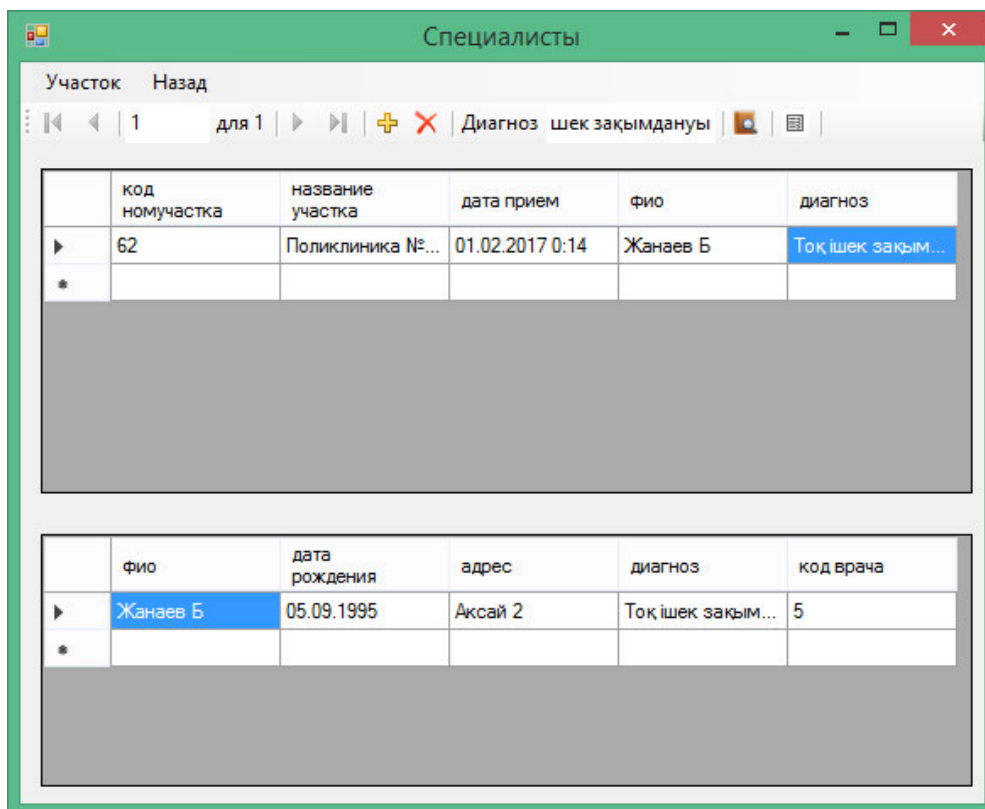 Специалисты
Участок Назад
1 для 1 Диагноз шек зақымдануы
код номучастка название участка дата прием фио диагноз
62 Поликлиника №... 01.02.2017 0:14 Жанаев Б Тоқ ішек зақым...
фио дата рождения адрес диагноз код врача
Жанаев Б 05.09.1995 Аксай 2 Тоқ ішек зақым... 5